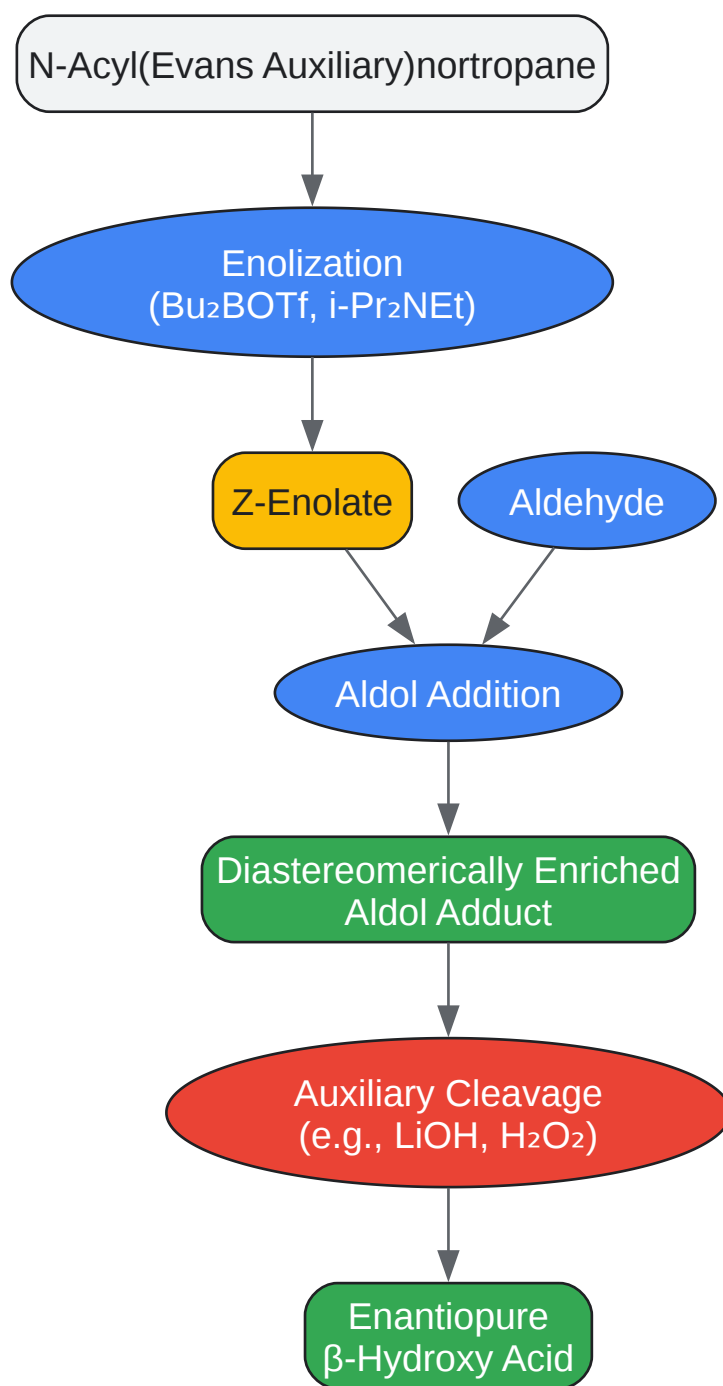 N-Acyl(Evans Auxiliary)nortropane
Enolization
(Bu₂BOTf, i-Pr₂NEt)
Z-Enolate
Aldehyde
Aldol Addition
Diastereomerically Enriched
Aldol Adduct
Auxiliary Cleavage
(e.g., LiOH, H₂O₂)
Enantiopure
β-Hydroxy Acid